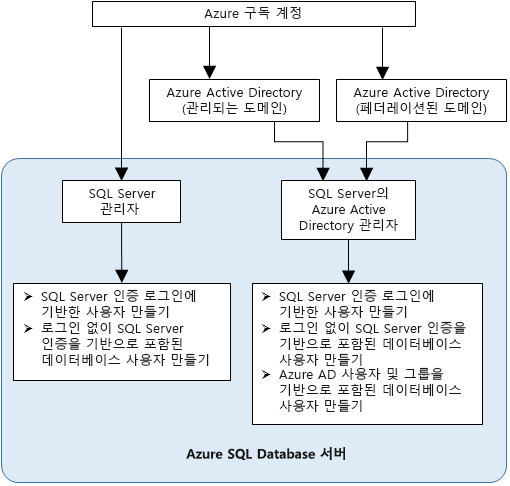 Azure 구독 계정
Azure Active Directory
(관리되는 도메인)
Azure Active Directory
(페더레이션된 도메인)
SQL Server
관리자
SQL Server의
Azure Active
Directory 관리자
➢ SQL Server 인증 로그인에
기반한 사용자 만들기
➢ 로그인 없이 SQL Server
인증을 기반으로 포함된
데이터베이스 사용자 만들기
➢ SQL Server 인증 로그인에
기반한 사용자 만들기
➢ 로그인 없이 SQL Server 인증을
기반으로 포함된 데이터베이스
사용자 만들기
➢ Azure AD 사용자 및 그룹을
기반으로 포함된 데이터베이스
사용자 만들기
Azure SQL Database 서버